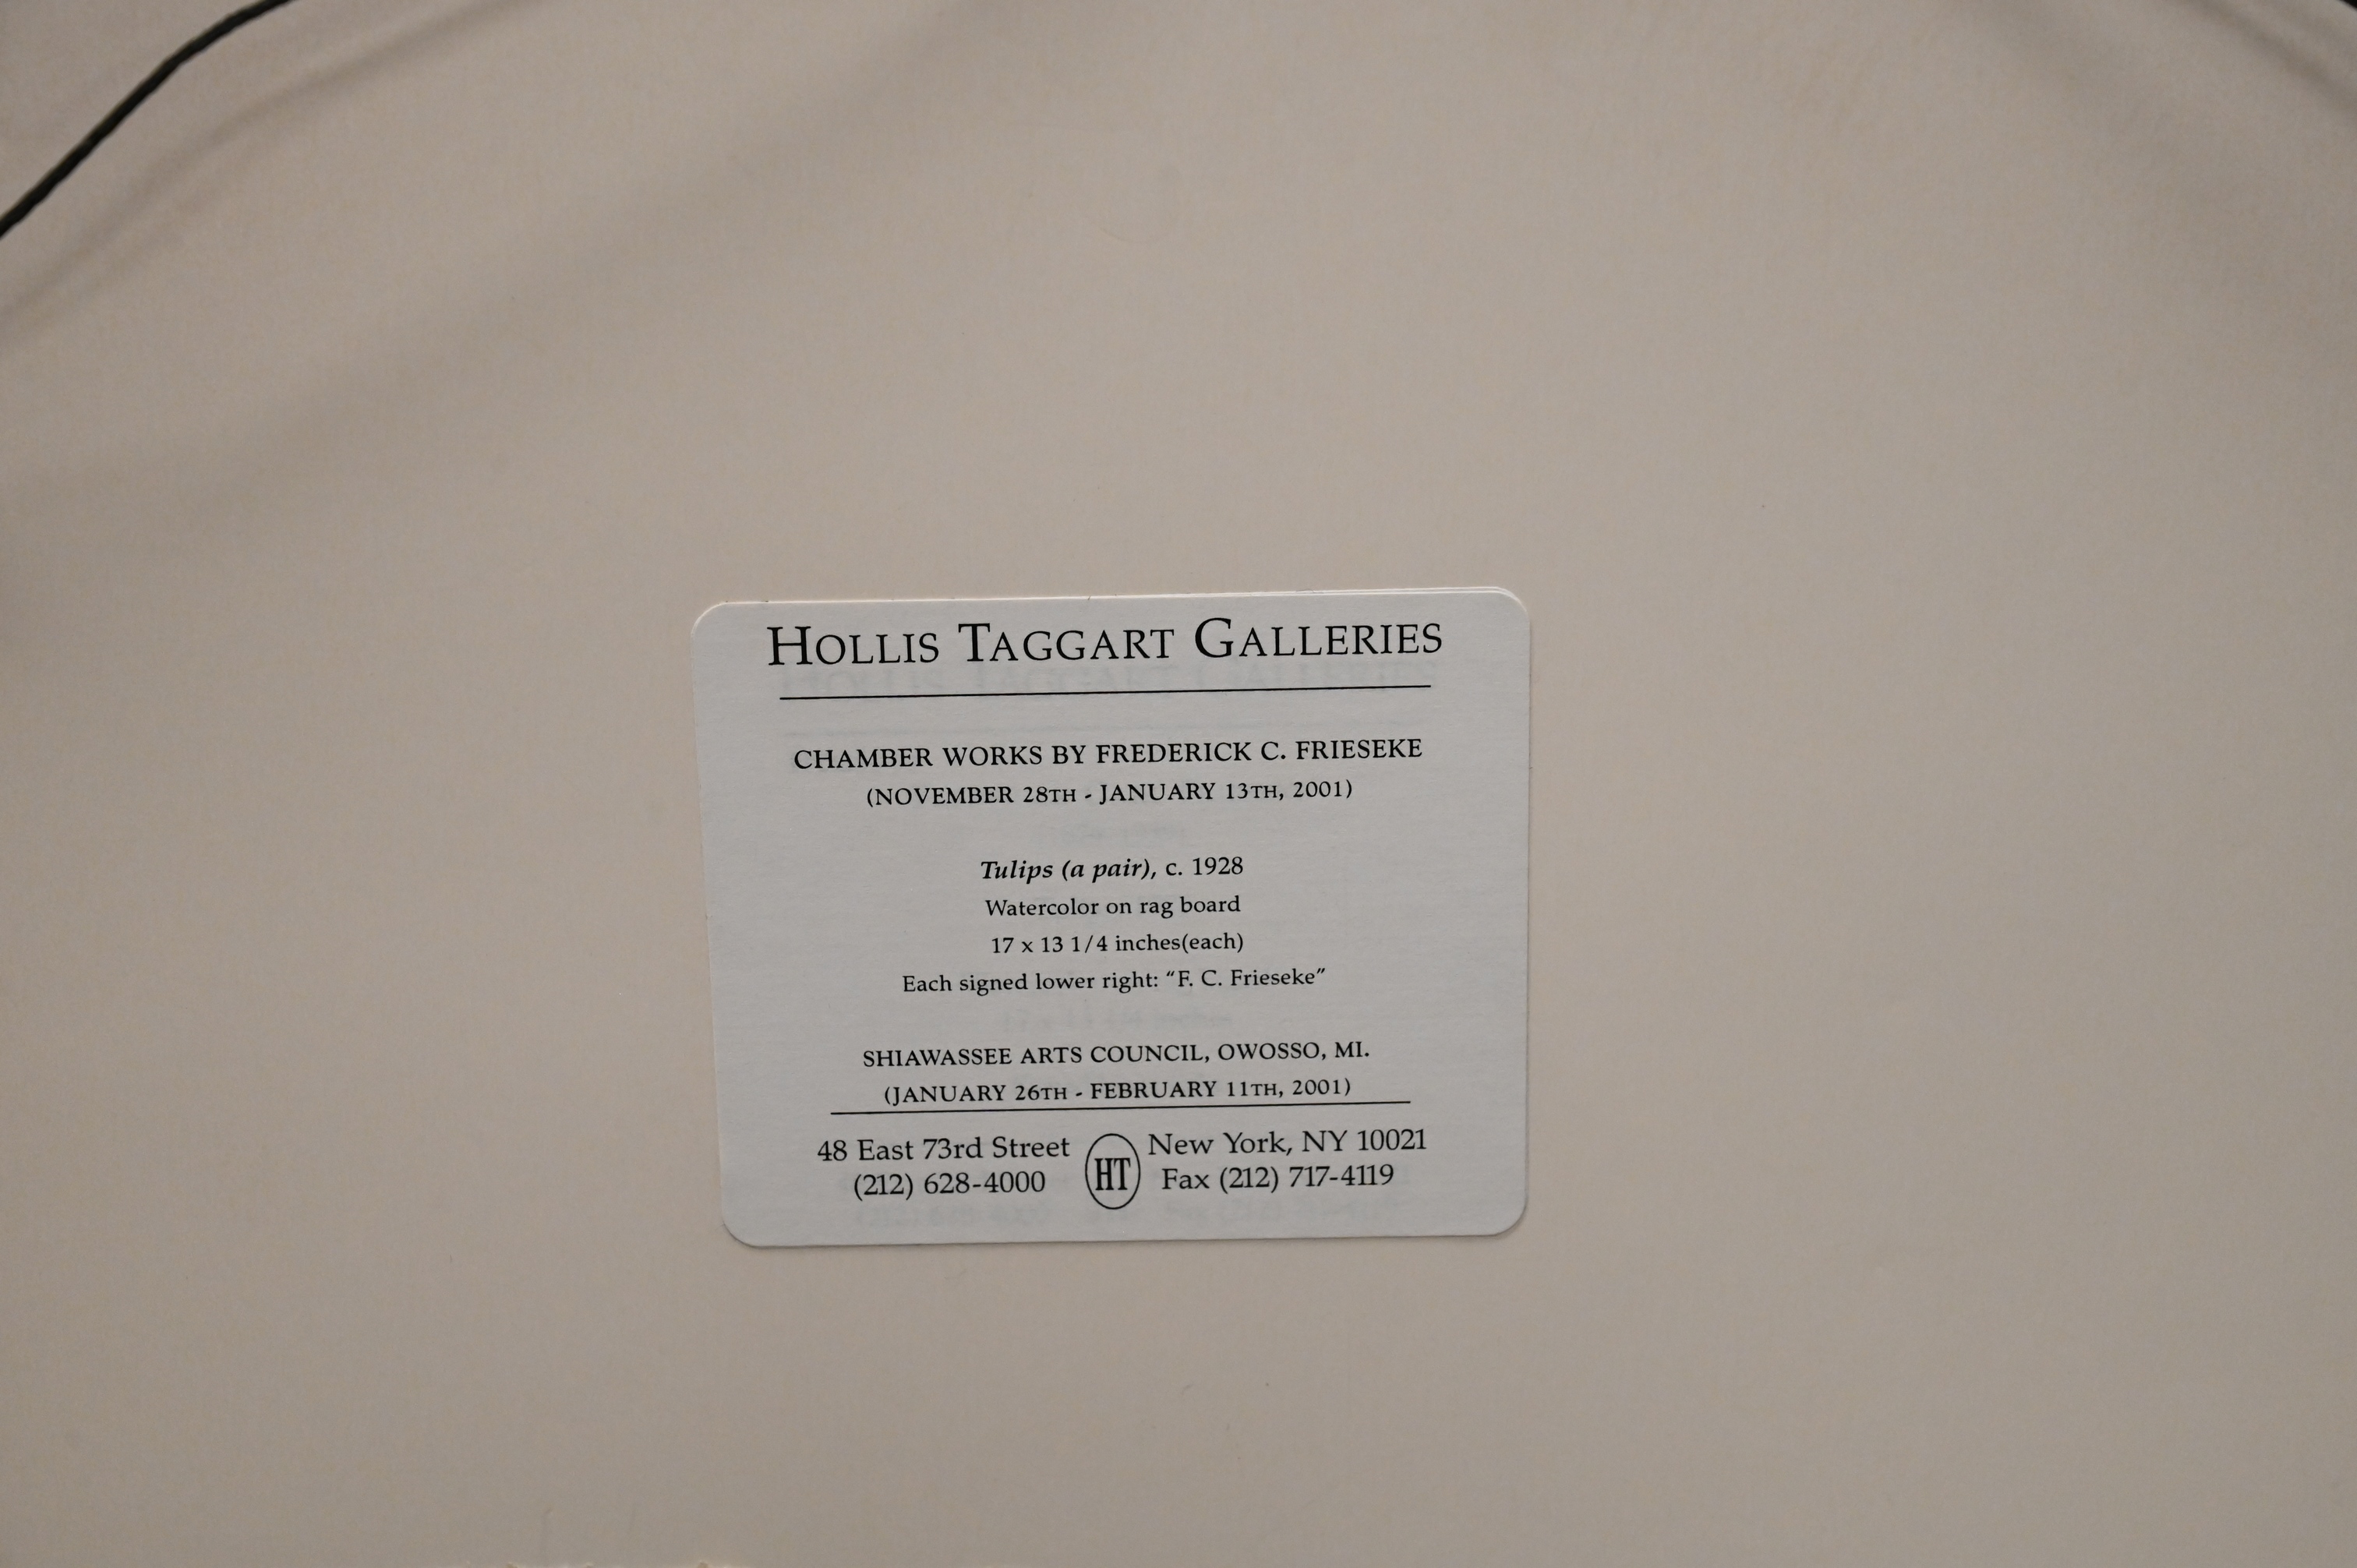 HOLLIS TAGGART GALLERIES
CHAMBER WORKS BY FREDERICK C. FRIESEKE
(NOVEMBER 28TH - JANUARY 13TH, 2001)
Tulips (a pair), c. 1928
Watercolor on rag board
17 x 13 1/4 inches(each)
Each signed lower right: “F. C. Frieseke”
SHIAWASSEE ARTS COUNCIL, OWOSSO, MI.
(JANUARY 26TH - FEBRUARY 11TH, 2001)
48 East 73rd Street HT New York, NY 10021
(212) 628-4000 Fax (212) 717-4119